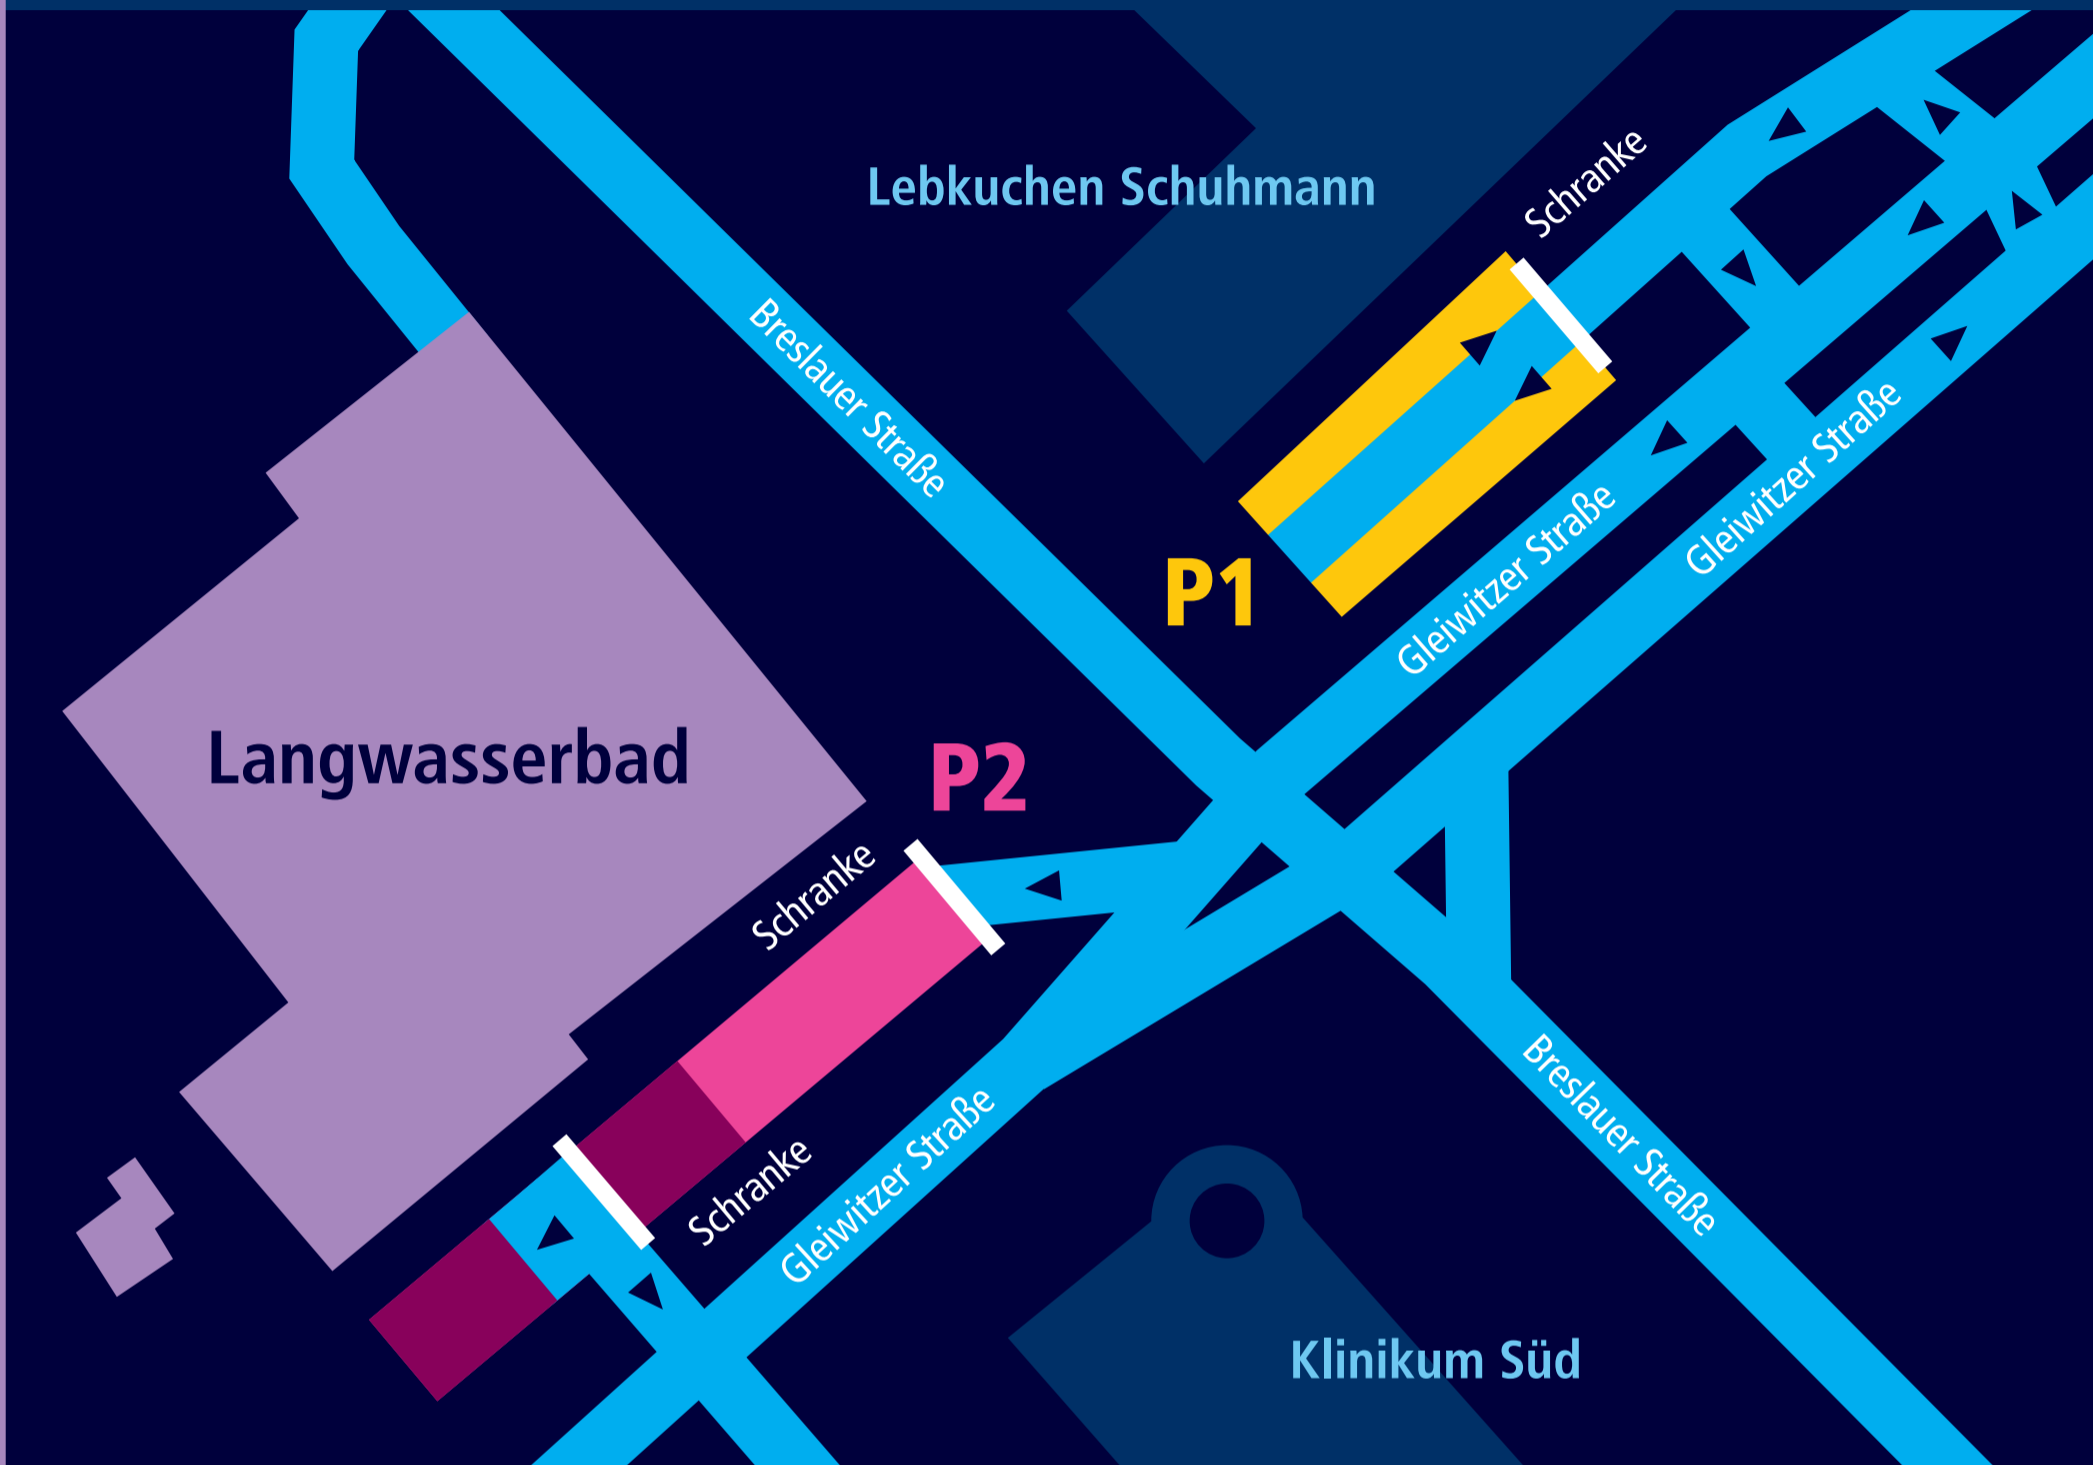 Schranke
Lebkuchen Schuhmann
Breslauer Straße
Gleiwitzer Straße
Gleiwitzer Straße
P1
Langwasserbad
P2
Schranke
Schranke
Gleiwitzer Straße
Breslauer Straße
Klinikum Süd